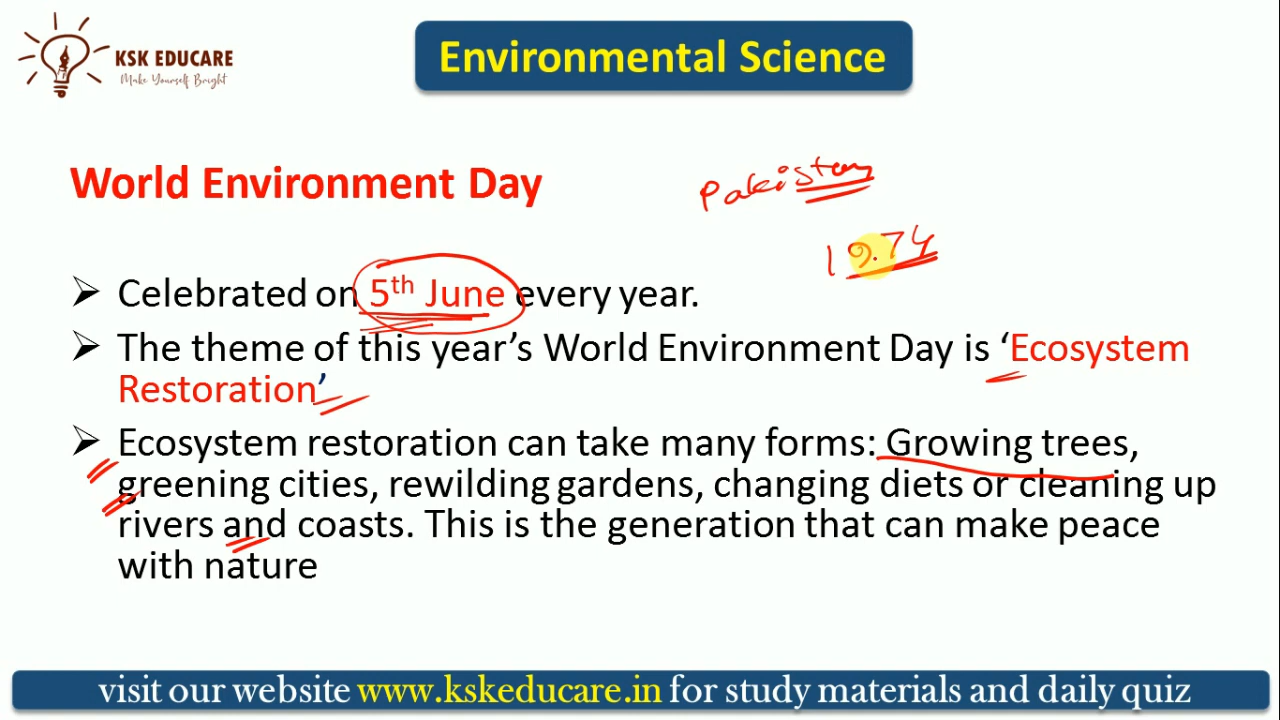 KSK EDUCARE
Make Yourself Bright
Environmental Science
World Environment Day
Pakistan
1974
➢ Celebrated on 5th June every year.
➢ The theme of this year’s World Environment Day is ‘Ecosystem
Restoration’
➢ Ecosystem restoration can take many forms: Growing trees,
greening cities, rewilding gardens, changing diets or cleaning up
rivers and coasts. This is the generation that can make peace
with nature
visit our website www.kskeducare.in for study materials and daily quiz